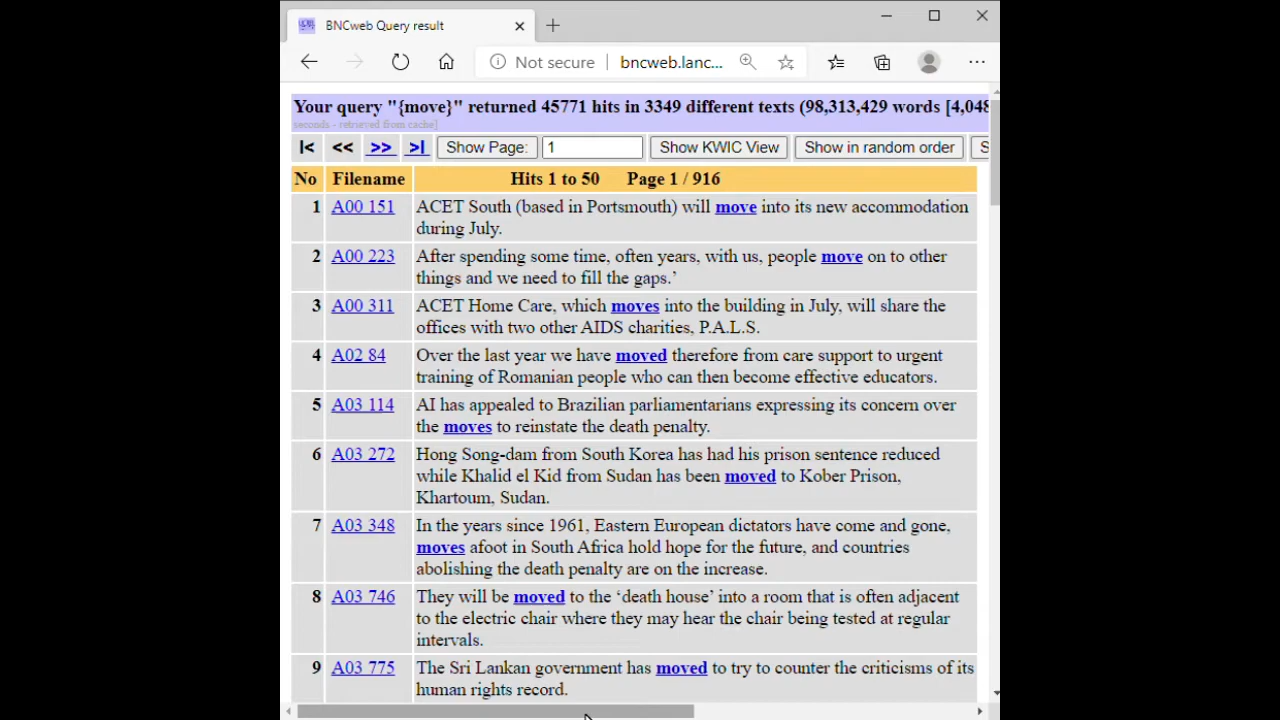 BNCweb Query result
Not secure
bncweb.lanc...
Your query "{move}" returned 45771 hits in 3349 different texts (98,313,429 words [4,048
seconds - retrieved from cache]
|< << >> >| Show Page: 1 Show KWIC View Show in random order S
No Filename Hits 1 to 50 Page 1 / 916
1 A00 151 ACET South (based in Portsmouth) will move into its new accommodation
during July.
2 A00 223 After spending some time, often years, with us, people move on to other
things and we need to fill the gaps.’
3 A00 311 ACET Home Care, which moves into the building in July, will share the
offices with two other AIDS charities, P.A.L.S.
4 A02 84 Over the last year we have moved therefore from care support to urgent
training of Romanian people who can then become effective educators.
5 A03 114 AI has appealed to Brazilian parliamentarians expressing its concern over
the moves to reinstate the death penalty.
6 A03 272 Hong Song-dam from South Korea has had his prison sentence reduced
while Khalid el Kid from Sudan has been moved to Kober Prison,
Khartoum, Sudan.
7 A03 348 In the years since 1961, Eastern European dictators have come and gone,
moves afoot in South Africa hold hope for the future, and countries
abolishing the death penalty are on the increase.
8 A03 746 They will be moved to the ‘death house’ into a room that is often adjacent
to the electric chair where they may hear the chair being tested at regular
intervals.
9 A03 775 The Sri Lankan government has moved to try to counter the criticisms of its
human rights record.